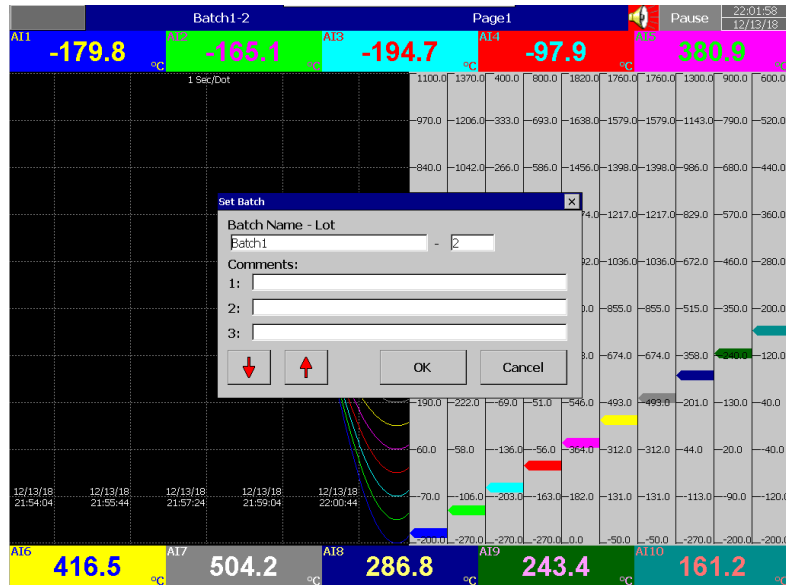 Batch1-2 Page1 Pause 22:01:58
12/13/18
AI1 AI2 AI3 AI4 AI5
-179.8 -165.1 -194.7 -97.9 380.9
°C °C °C °C °C
1 Sec/Dot
1100.0 1370.0 400.0 800.0 1820.0 1760.0 1760.0 1300.0 900.0 600.0
970.0 1206.0 333.0 693.0 1638.0 1579.0 1579.0 1143.0 790.0 520.0
840.0 1042.0 266.0 586.0 1456.0 1398.0 1398.0 986.0 680.0 440.0
Set Batch
Batch Name - Lot
74.0 1217.0 1217.0 829.0 570.0 360.0
Batch1 - 2
Comments:
92.0 1036.0 1036.0 672.0 460.0 280.0
1:
2:
855.0 855.0 515.0 350.0 200.0
3:
674.0 674.0 358.0 240.0 120.0
OK Cancel
190.0 222.0 -69.0 51.0 546.0 493.0 493.0 201.0 130.0 40.0
60.0 58.0 -136.0 -56.0 364.0 312.0 312.0 44.0 20.0 -40.0
-70.0 -106.0 -203.0 -163.0 182.0 131.0 131.0 -113.0 -90.0 -120.0
12/13/18 12/13/18 12/13/18 12/13/18 12/13/18
21:54:04 21:55:44 21:57:24 21:59:04 22:00:44
-200.0 -270.0 -270.0 -270.0 0.0 -50.0 -50.0 -270.0 -200.0 -200.0
AI6 AI7 AI8 AI9 AI10
416.5 504.2 286.8 243.4 161.2
°C °C °C °C °C